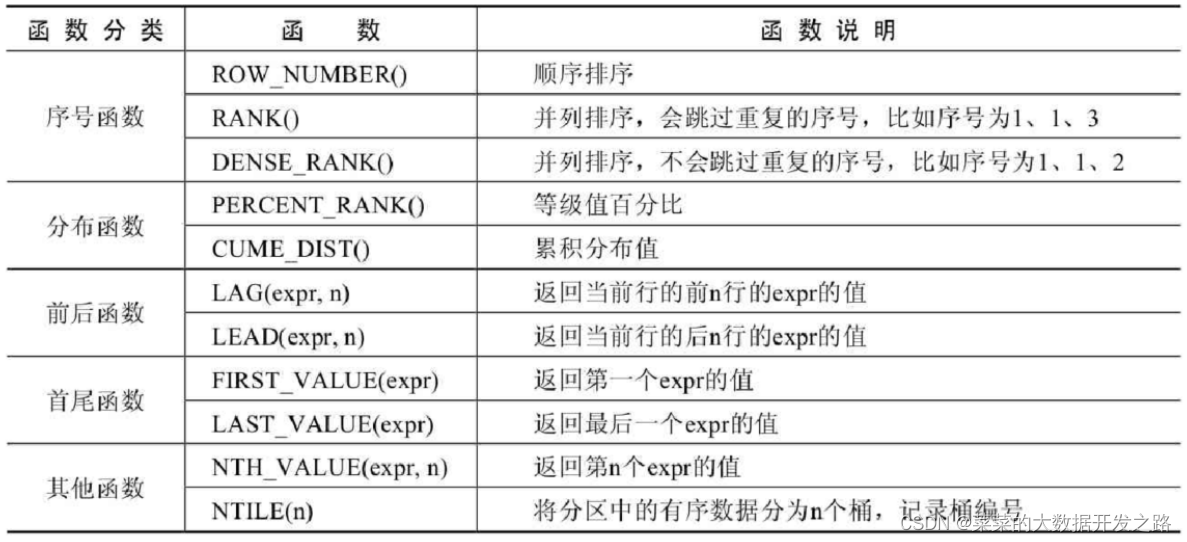 函数分类 函数 函数说明
序号函数
ROW_NUMBER() 顺序排序
RANK() 并列排序，会跳过重复的序号，比如序号为1、1、3
DENSE_RANK() 并列排序，不会跳过重复的序号，比如序号为1、1、2
分布函数
PERCENT_RANK() 等级值百分比
CUME_DIST() 累积分布值
前后函数
LAG(expr, n) 返回当前行的前n行的expr的值
LEAD(expr, n) 返回当前行的后n行的expr的值
首尾函数
FIRST_VALUE(expr) 返回第一个expr的值
LAST_VALUE(expr) 返回最后一个expr的值
其他函数
NTH_VALUE(expr, n) 返回第n个expr的值
NTILE(n) 将分区中的有序数据分为n个桶，记录桶编号
CSDN @菜菜的大数据开发之路